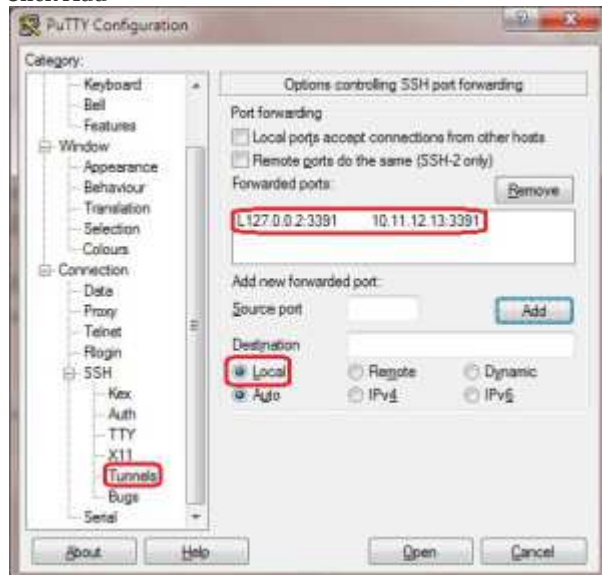 PuTTY Configuration
Category:
Keyboard
Bell
Features
Window
Appearance
Behaviour
Translation
Selection
Colours
Connection
Data
Proxy
Telnet
Rlogin
SSH
Kex
Auth
TTY
X11
Tunnels
Bugs
Serial
Options controlling SSH port forwarding
Port forwarding
Local ports accept connections from other hosts
Remote ports do the same (SSH-2 only)
Forwarded ports:
Remove
L127.0.0.2:3391 10.11.12.13:3391
Add new forwarded port:
Source port
Add
Destination
Local Remote Dynamic
Auto IPv4 IPv6
About Help Open Cancel